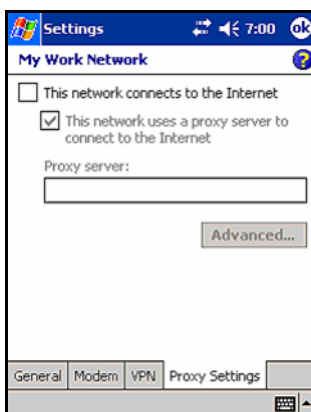 Settings 7:00 ok
My Work Network ?
This network connects to the Internet
This network uses a proxy server to
connect to the Internet
Proxy server:
Advanced...
General Modem VPN Proxy Settings